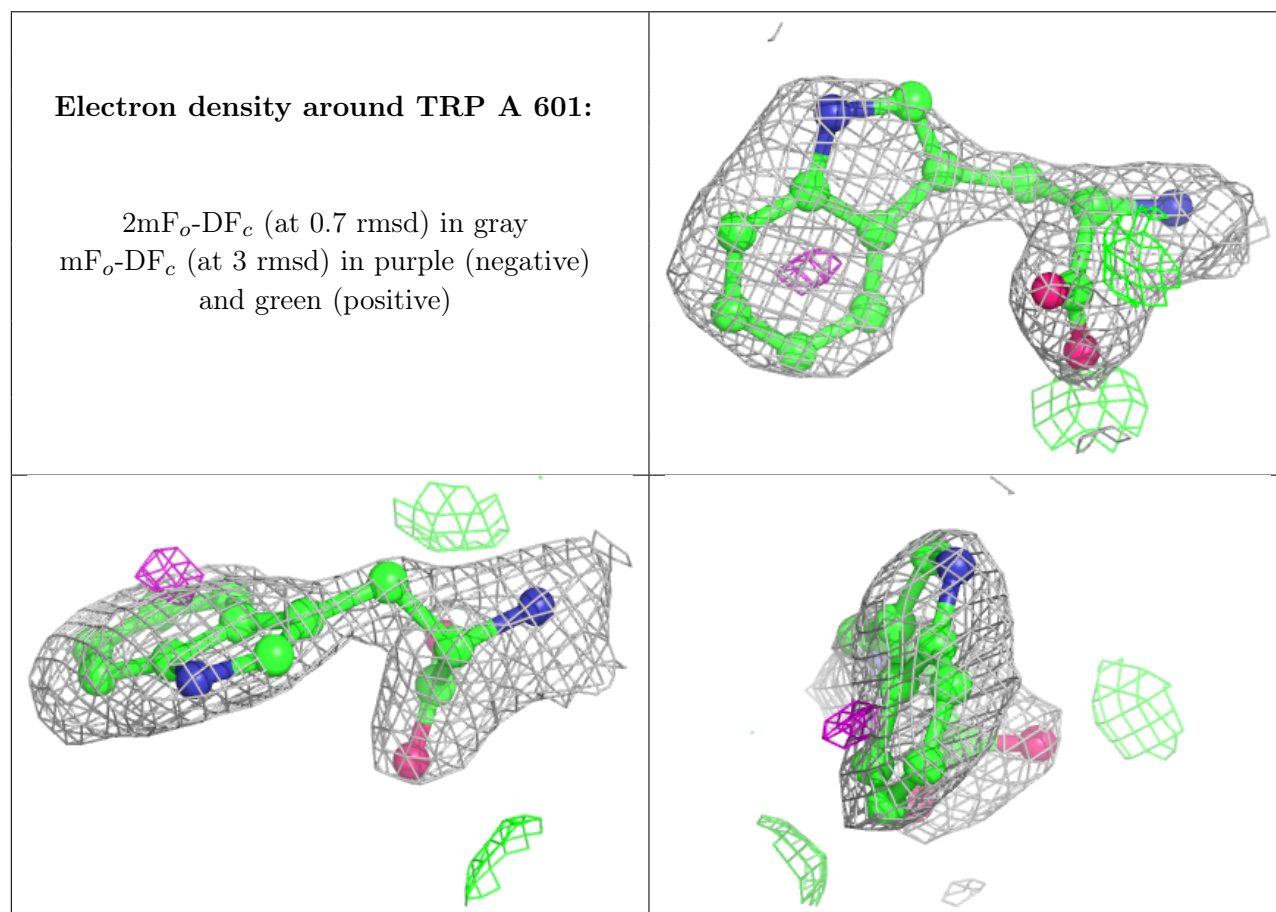 Electron density around TRP A 601:
2mFo-DFc (at 0.7 rmsd) in gray
mFo-DFc (at 3 rmsd) in purple (negative)
and green (positive)